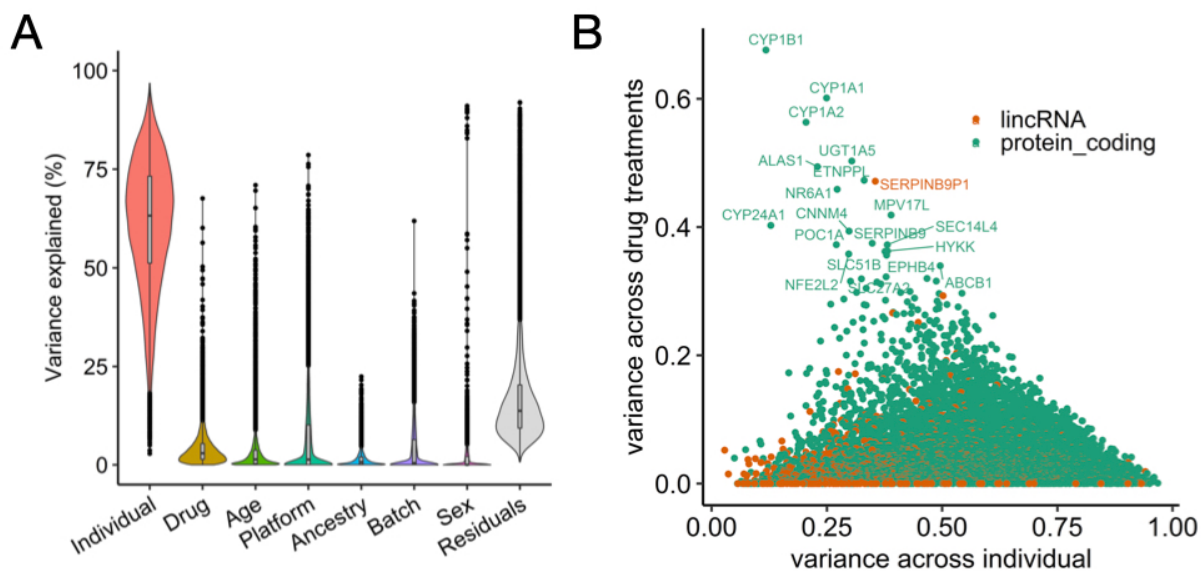 A
100
75
50
25
0
Variance explained (%)
Individual
Drug
Age
Platform
Ancestry
Batch
Sex
Residuals
B
CYP1B1
CYP1A1
CYP1A2
UGT1A5
ALAS1
ETNPPL
NR6A1
SERPINB9P1
MPV17L
CYP24A1
CNNM4
SERPINB9
SEC14L4
POC1A
HYKK
SLC51B
EPHB4
NFE2L2
SLC27A2
ABCB1
lincRNA
protein_coding
0.6
0.4
0.2
0.0
variance across drug treatments
0.00
0.25
0.50
0.75
1.00
variance across individual